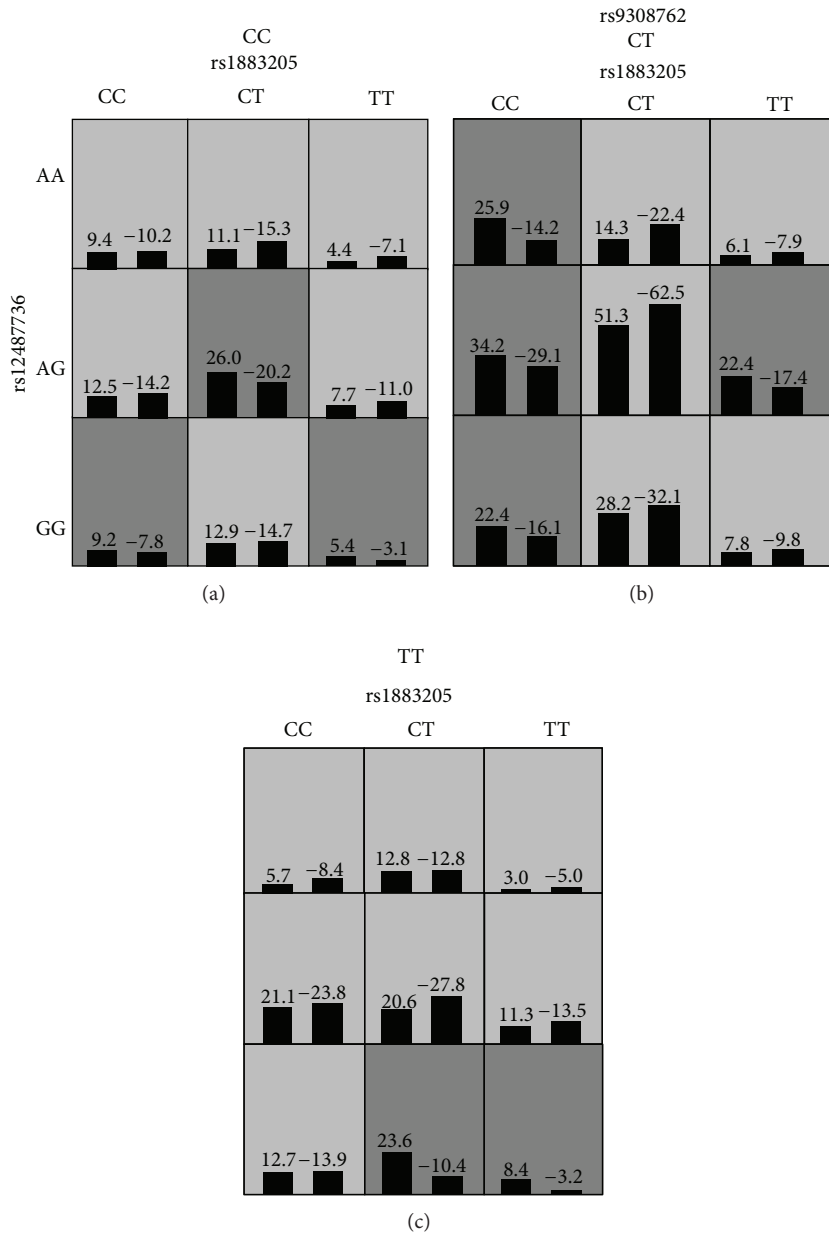 CC
rs1883205
CC CT TT
rs12487736
AA
9.4 −10.2 11.1 −15.3 4.4 −7.1
AG
12.5 −14.2 26.0 −20.2 7.7 −11.0
GG
9.2 −7.8 12.9 −14.7 5.4 −3.1
(a)
rs9308762
CT
rs1883205
CC CT TT
25.9 −14.2 14.3 −22.4 6.1 −7.9
34.2 −29.1 51.3 −62.5 22.4 −17.4
22.4 −16.1 28.2 −32.1 7.8 −9.8
(b)
TT
rs1883205
CC CT TT
5.7 −8.4 12.8 −12.8 3.0 −5.0
21.1 −23.8 20.6 −27.8 11.3 −13.5
12.7 −13.9 23.6 −10.4 8.4 −3.2
(c)